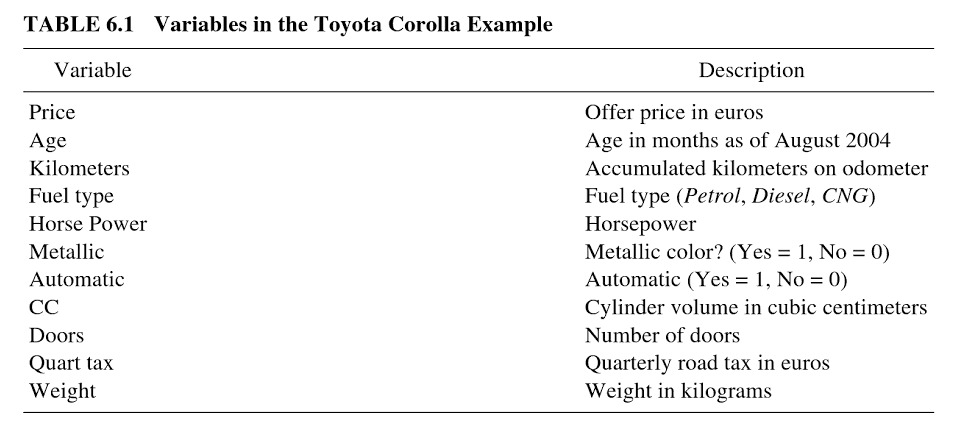 TABLE 6.1 Variables in the Toyota Corolla Example
Variable Description
Price Offer price in euros
Age Age in months as of August 2004
Kilometers Accumulated kilometers on odometer
Fuel type Fuel type (Petrol, Diesel, CNG)
Horse Power Horsepower
Metallic Metallic color? (Yes = 1, No = 0)
Automatic Automatic (Yes = 1, No = 0)
CC Cylinder volume in cubic centimeters
Doors Number of doors
Quart tax Quarterly road tax in euros
Weight Weight in kilograms